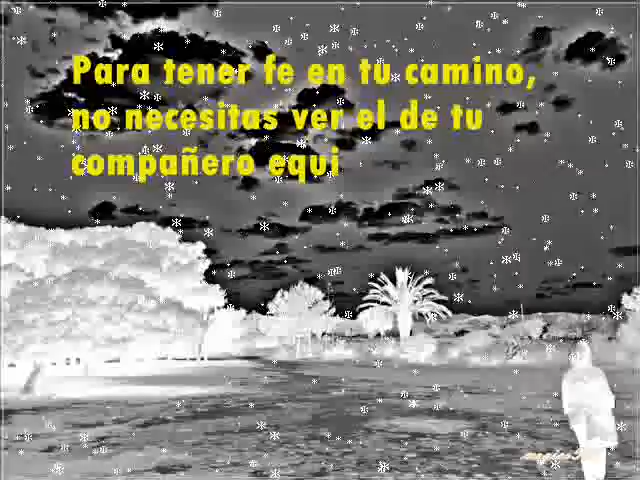 Para tener fe en tu camino,
no necesitas ver el de tu
compañero equi